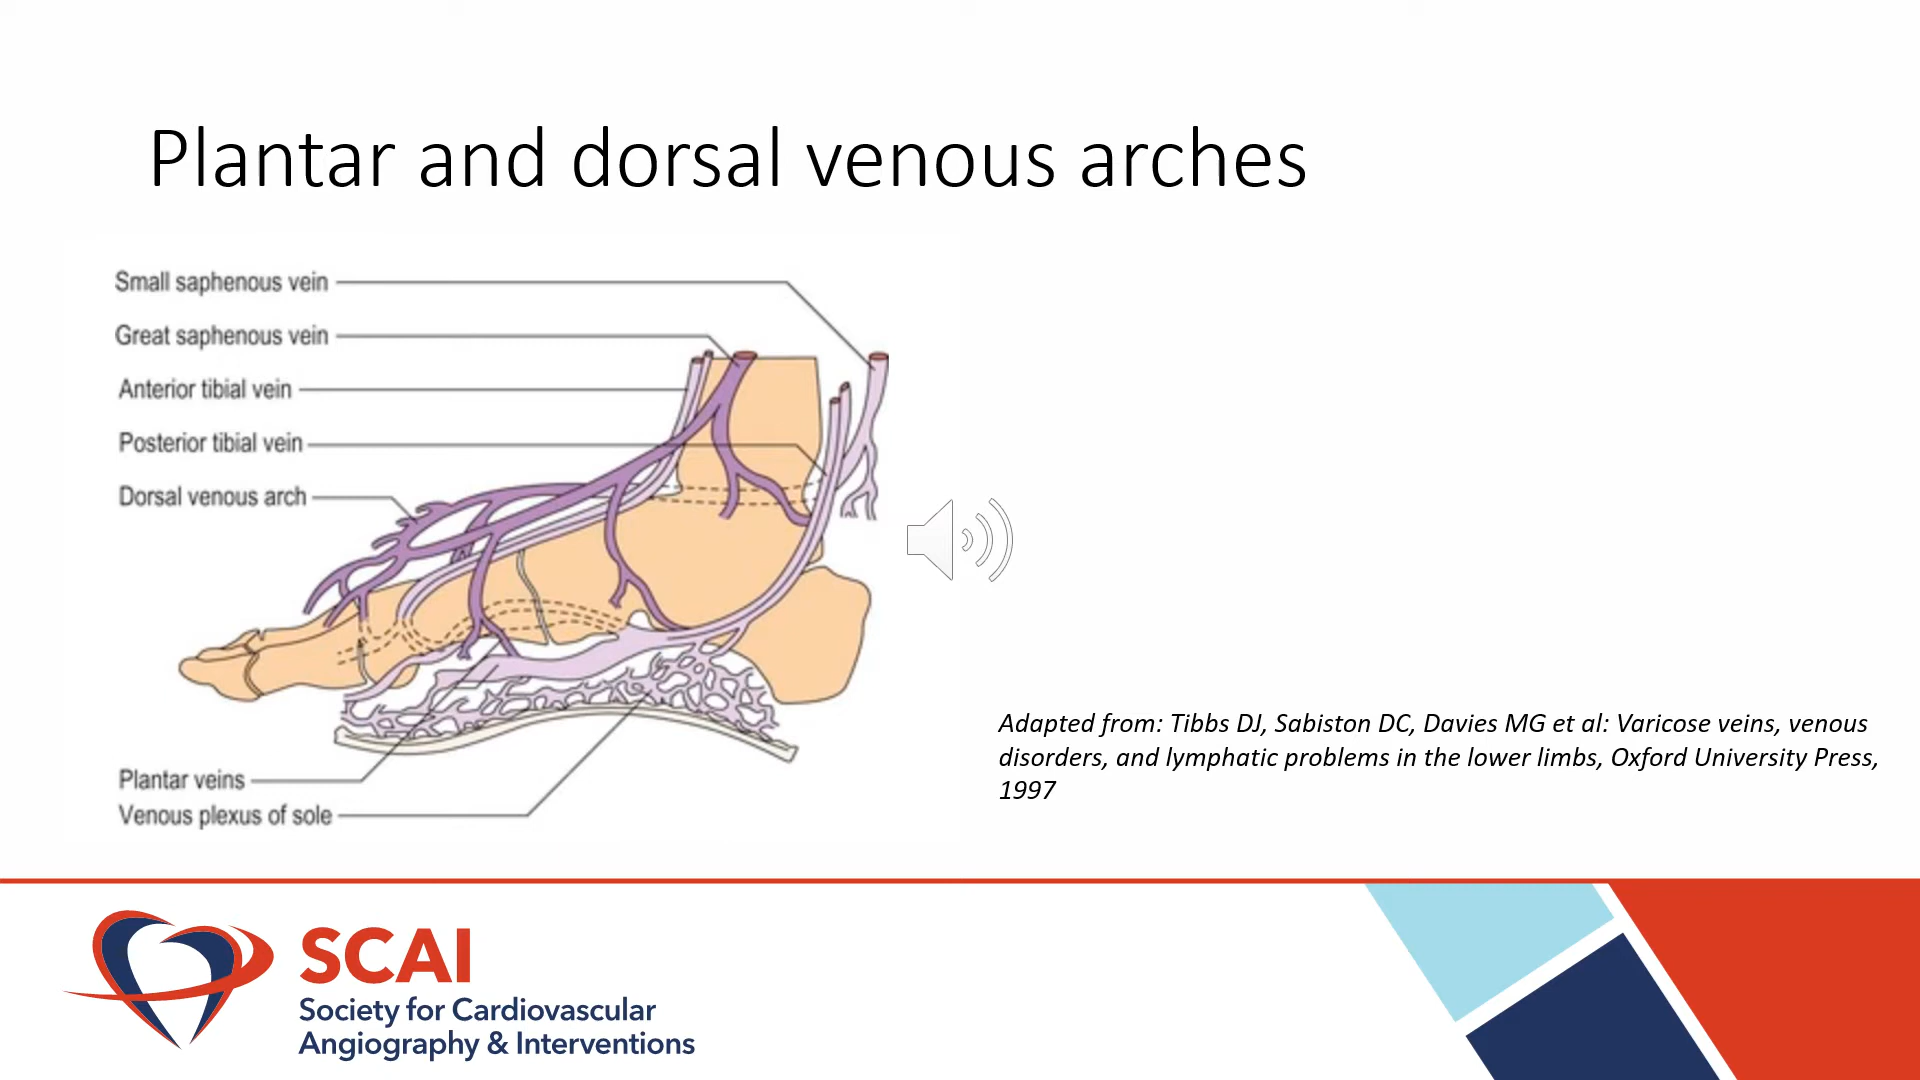 Plantar and dorsal venous arches
Small saphenous vein
Great saphenous vein
Anterior tibial vein
Posterior tibial vein
Dorsal venous arch
Plantar veins
Venous plexus of sole
Adapted from: Tibbs DJ, Sabiston DC, Davies MG et al: Varicose veins, venous
disorders, and lymphatic problems in the lower limbs, Oxford University Press,
1997
SCAI
Society for Cardiovascular
Angiography & Interventions